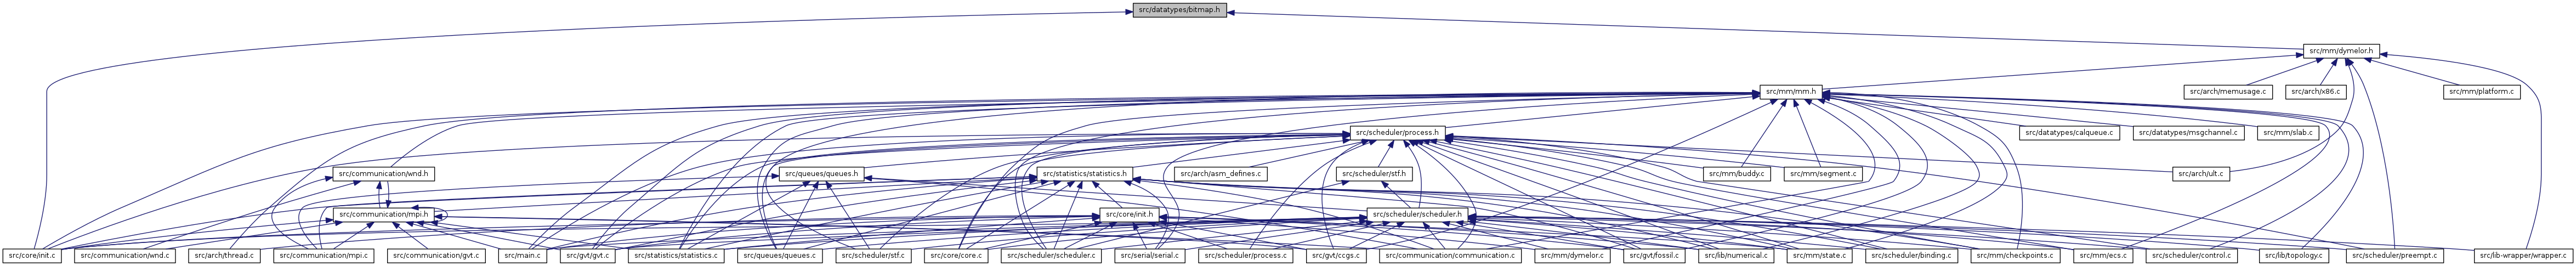 src/datatypes/bitmap.h
src/mm/dymelor.h
src/mm/mm.h
src/arch/memusage.c
src/arch/x86.c
src/mm/platform.c
src/scheduler/process.h
src/datatypes/calqueue.c
src/datatypes/msgchannel.c
src/mm/slab.c
src/communication/wnd.h
src/queues/queues.h
src/statistics/statistics.h
src/arch/asm_defines.c
src/scheduler/stf.h
src/mm/buddy.c
src/mm/segment.c
src/arch/ult.c
src/communication/mpi.h
src/core/init.h
src/scheduler/scheduler.h
src/core/init.c
src/communication/wnd.c
src/arch/thread.c
src/communication/mpi.c
src/communication/gvt.c
src/main.c
src/gvt/gvt.c
src/statistics/statistics.c
src/queues/queues.c
src/scheduler/stf.c
src/core/core.c
src/scheduler/scheduler.c
src/serial/serial.c
src/scheduler/process.c
src/gvt/ccgs.c
src/communication/communication.c
src/mm/dymelor.c
src/gvt/fossil.c
src/lib/numerical.c
src/mm/state.c
src/scheduler/binding.c
src/mm/checkpoints.c
src/mm/ecs.c
src/scheduler/control.c
src/lib/topology.c
src/scheduler/preempt.c
src/lib-wrapper/wrapper.c